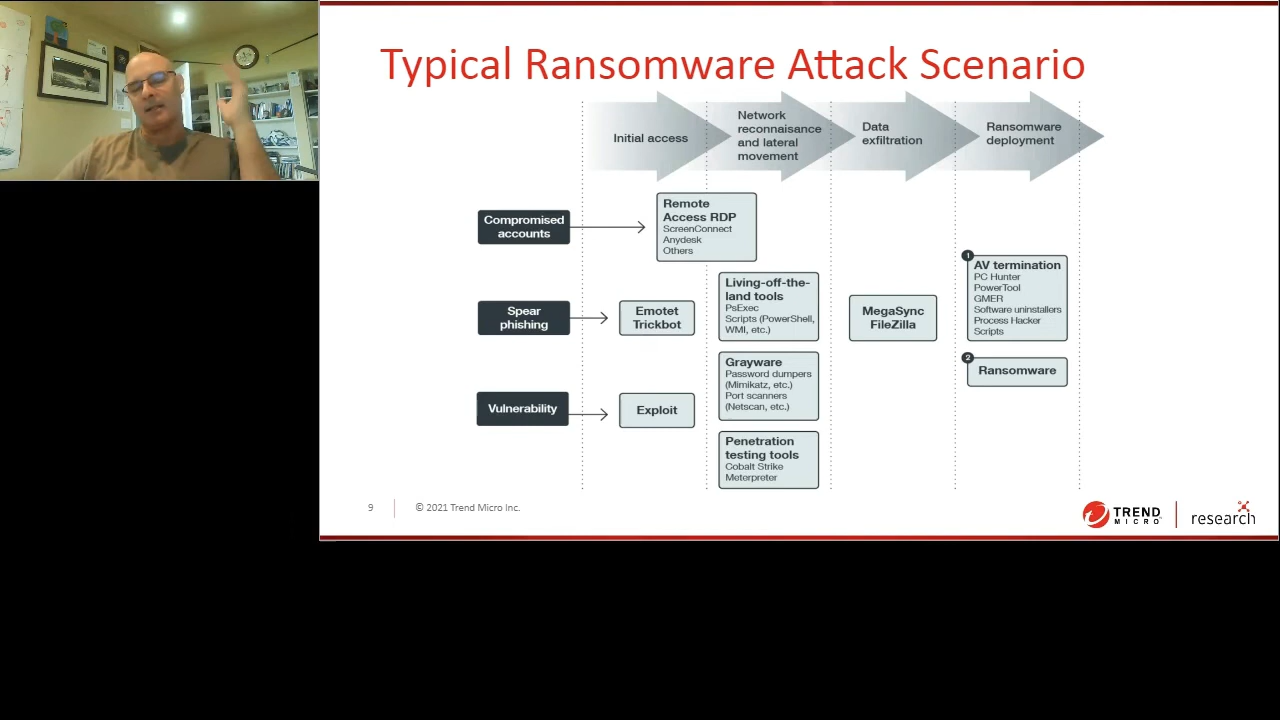 Typical Ransomware Attack Scenario
Initial access
Network
reconnaisance
and lateral
movement
Data
exfiltration
Ransomware
deployment
Compromised
accounts
Remote
Access RDP
ScreenConnect
Anydesk
Others
Spear
phishing
Emotet
Trickbot
Living-off-the-
land tools
PsExec
Scripts (PowerShell,
WMI, etc.)
MegaSync
FileZilla
1
AV termination
PC Hunter
PowerTool
GMER
Software uninstallers
Process Hacker
Scripts
2
Ransomware
Vulnerability
Exploit
Grayware
Password dumpers
(Mimikatz, etc.)
Port scanners
(Netscan, etc.)
Penetration
testing tools
Cobalt Strike
Meterpreter
9
© 2021 Trend Micro Inc.
TREND
MICRO
research